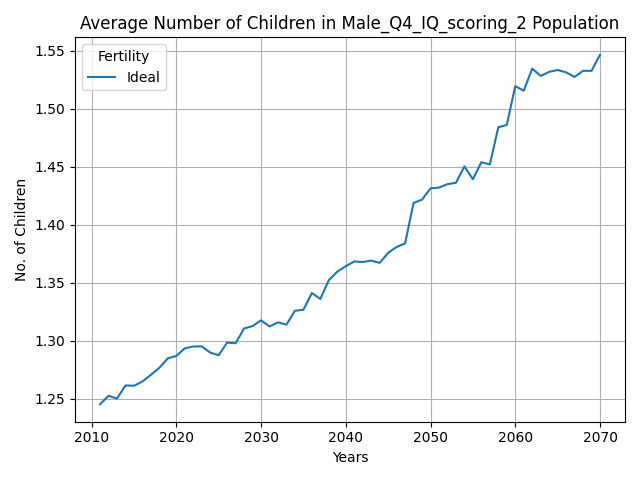 Average Number of Children in Male_Q4_IQ_scoring_2 Population
Fertility
Ideal
1.55
1.50
1.45
1.40
1.35
1.30
1.25
No. of Children
2010 2020 2030 2040 2050 2060 2070
Years